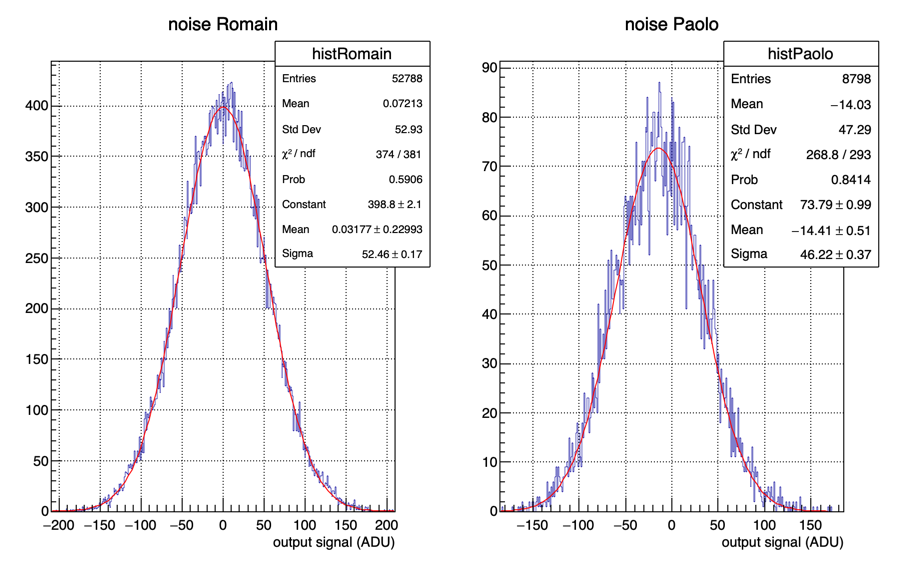 noise Romain
histRomain
Entries 52788
Mean 0.07213
Std Dev 52.93
χ² / ndf 374 / 381
Prob 0.5906
Constant 398.8 ± 2.1
Mean 0.03177 ± 0.22993
Sigma 52.46 ± 0.17
400
350
300
250
200
150
100
50
0
−200 −150 −100 −50 0 50 100 150 200
output signal (ADU)
noise Paolo
histPaolo
Entries 8798
Mean −14.03
Std Dev 47.29
χ² / ndf 268.8 / 293
Prob 0.8414
Constant 73.79 ± 0.99
Mean −14.41 ± 0.51
Sigma 46.22 ± 0.37
90
80
70
60
50
40
30
20
10
0
−150 −100 −50 0 50 100 150
output signal (ADU)